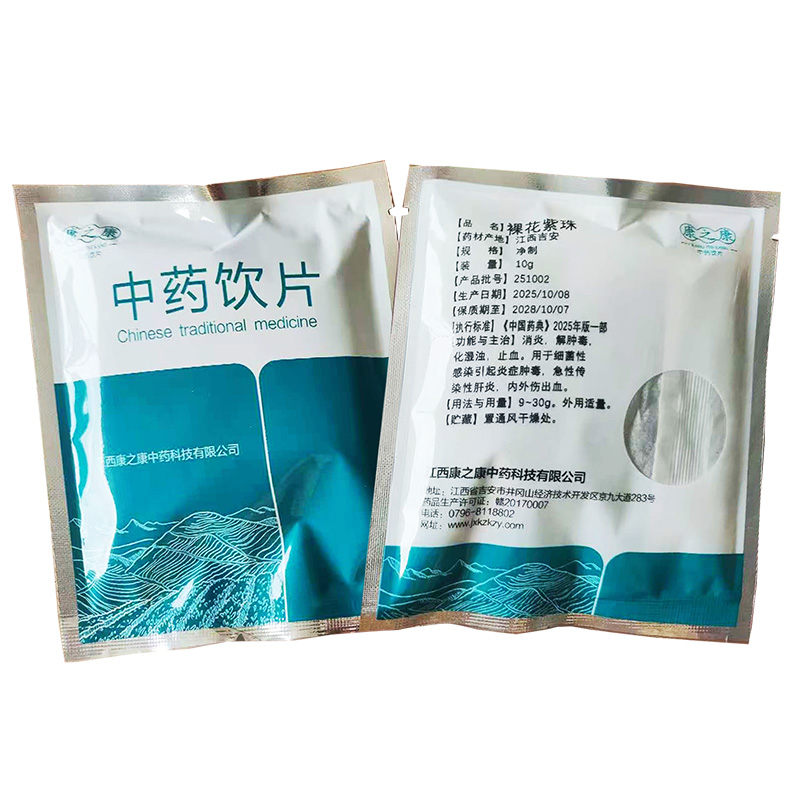 康之康
中药饮片
中药饮片
Chinese traditional medicine
西康之康中药科技有限公司
康之康
中药饮片
【品 名】裸花紫珠
【药材产地】江西吉安
【规 格】净制
【装 量】10g
【产品批号】251002
【生产日期】2025/10/08
【保质期至】2028/10/07
【执行标准】《中国药典》2025年版一部
【功能与主治】消炎，解肿毒，
化湿浊，止血。用于细菌性
感染引起炎症肿毒，急性传
染性肝炎，内外伤出血。
【用法与用量】9~30g。外用适量。
【贮藏】置通风干燥处。
江西康之康中药科技有限公司
地址：江西省吉安市井冈山经济技术开发区京九大道283号
药品生产许可证：赣20170007
电话：0796-8118802
网址：www.jxkzkzy.com